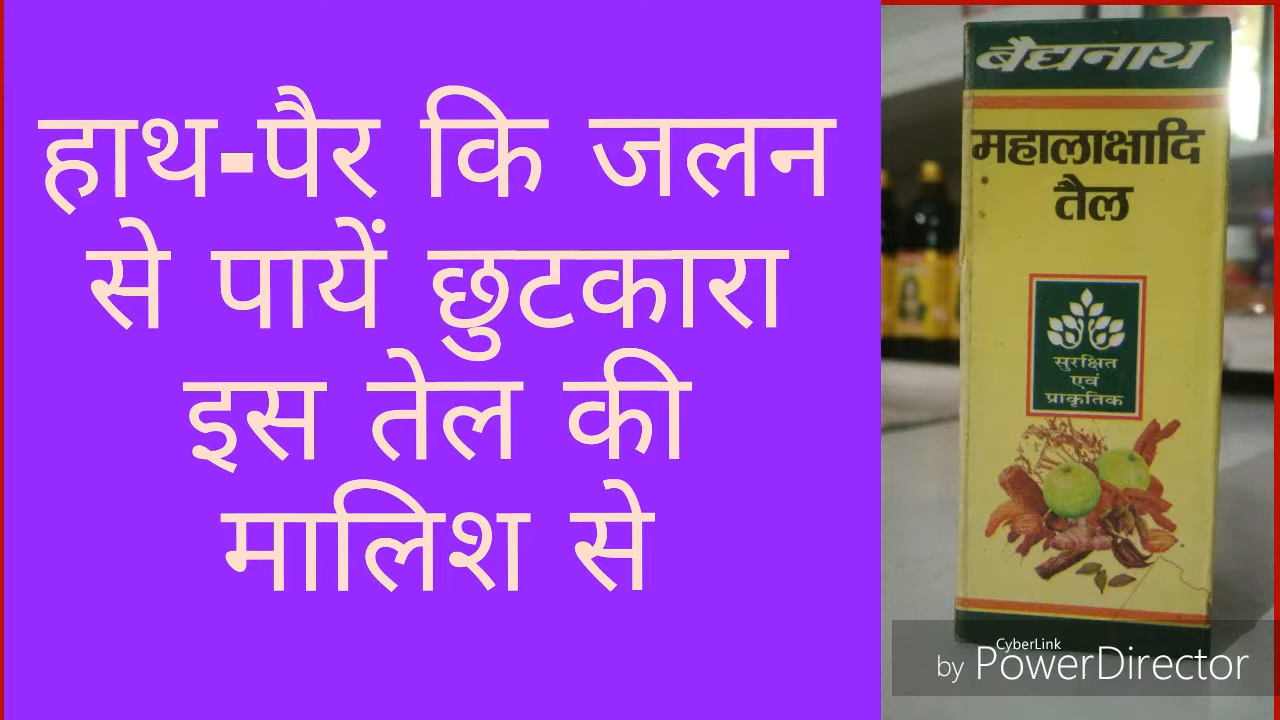 हाथ-पैर कि जलन
से पायें छुटकारा
इस तेल की
मालिश से
बैद्यनाथ
महालाक्षादि
तैल
सुरक्षित
एवं
प्राकृतिक
CyberLink
by PowerDirector